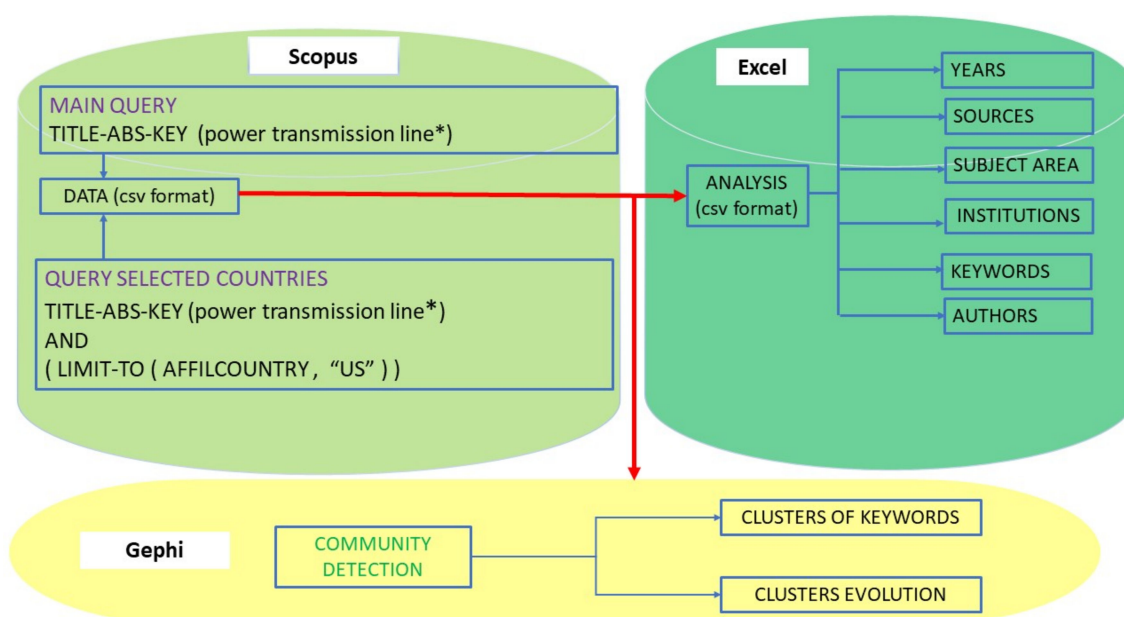 Scopus
MAIN QUERY
TITLE-ABS-KEY (power transmission line*)
DATA (csv format)
QUERY SELECTED COUNTRIES
TITLE-ABS-KEY (power transmission line*)
AND
( LIMIT-TO ( AFFILCOUNTRY , “US” ) )
Excel
ANALYSIS
(csv format)
YEARS
SOURCES
SUBJECT AREA
INSTITUTIONS
KEYWORDS
AUTHORS
Gephi
COMMUNITY
DETECTION
CLUSTERS OF KEYWORDS
CLUSTERS EVOLUTION